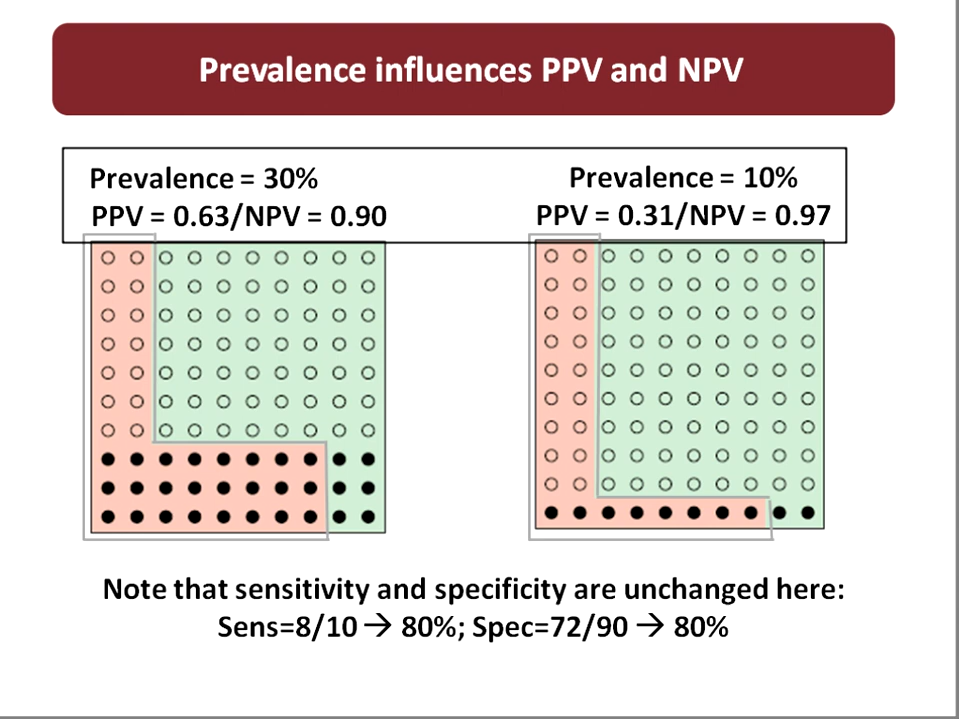 Prevalence influences PPV and NPV
Prevalence = 30%
PPV = 0.63/NPV = 0.90
Prevalence = 10%
PPV = 0.31/NPV = 0.97
Note that sensitivity and specificity are unchanged here:
Sens=8/10 → 80%; Spec=72/90 → 80%